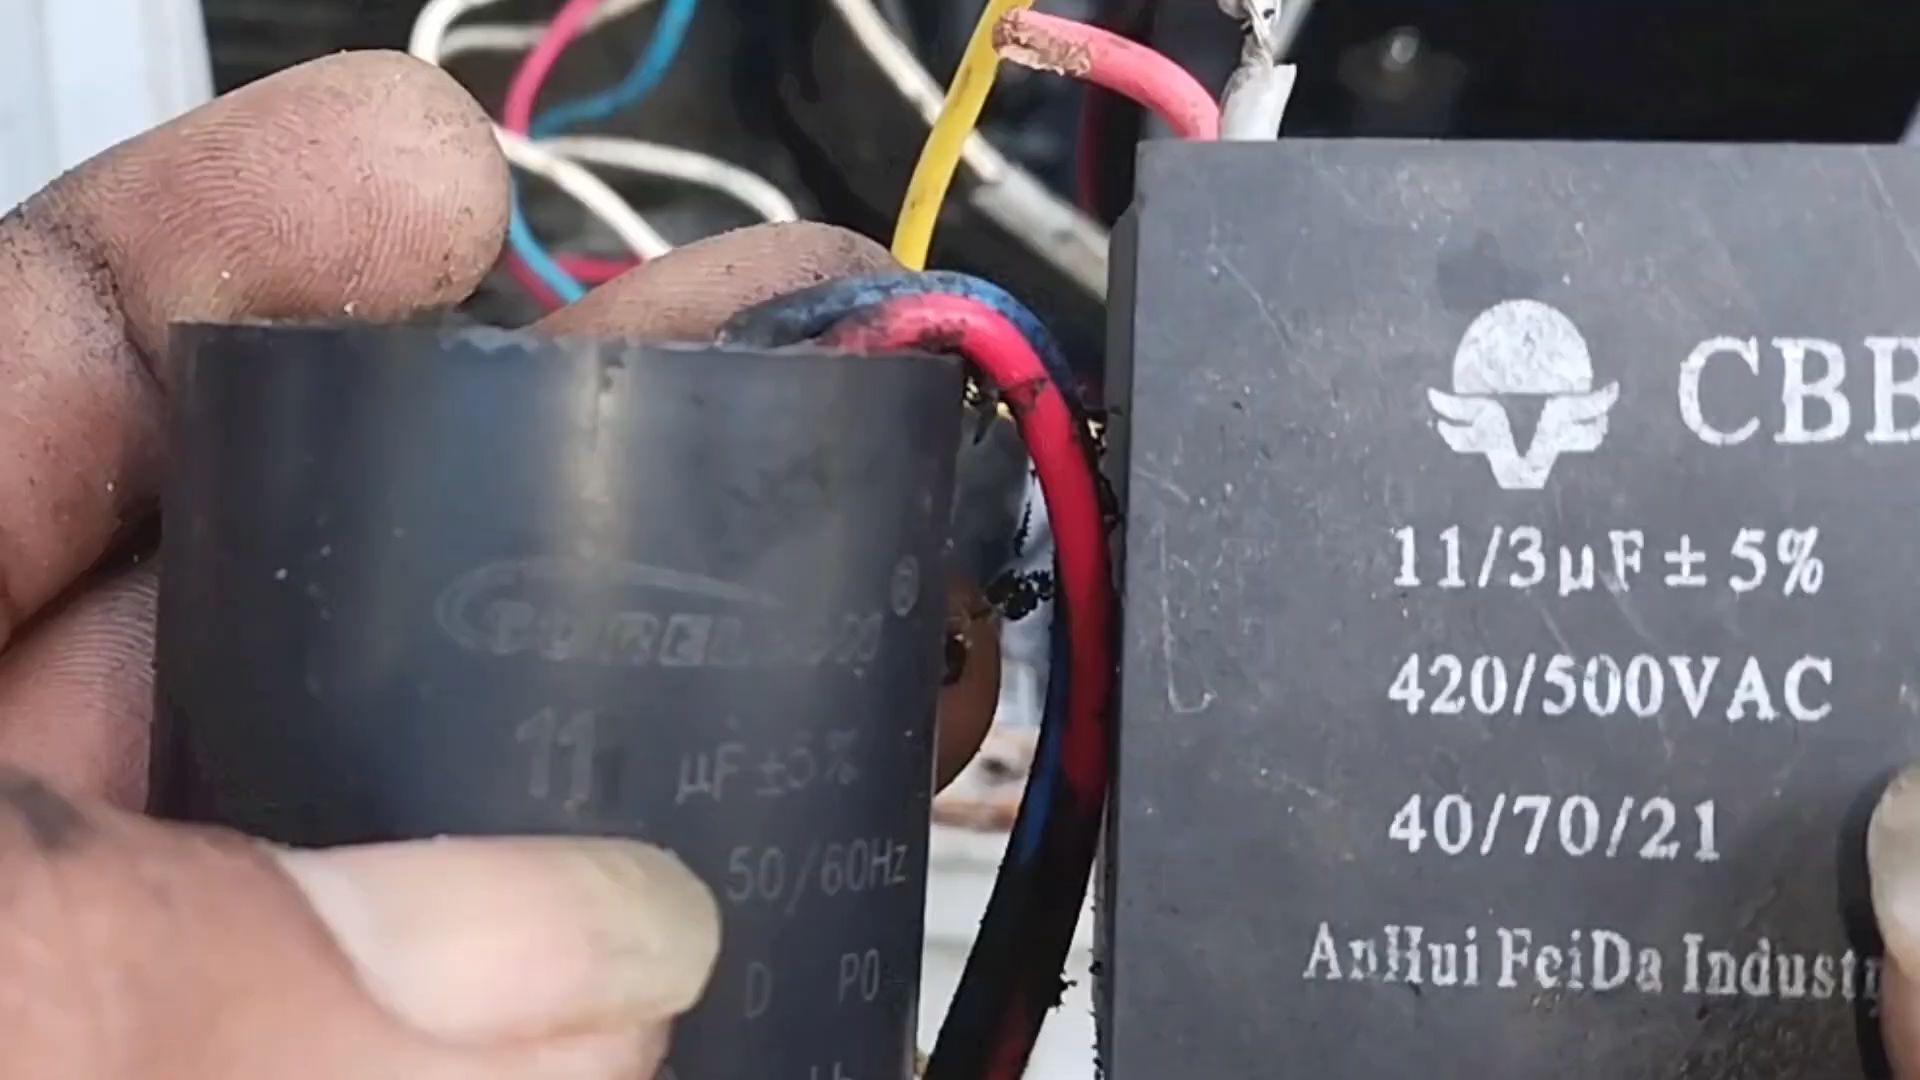 ®
11 µF ±5%
50/60Hz
D P0
CBB
11/3µF ± 5%
420/500VAC
40/70/21
AnHui FeiDa Industr